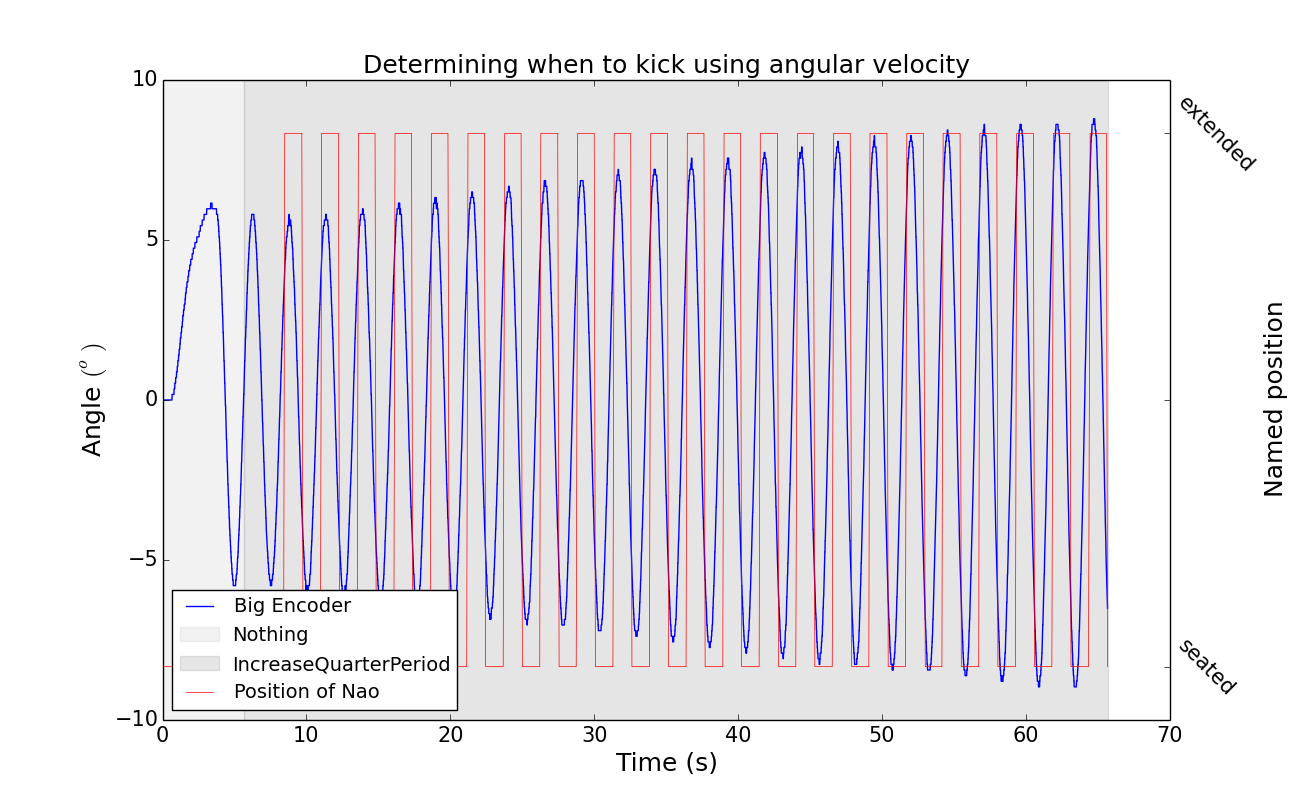 Determining when to kick using angular velocity
10
5
0
−5
−10
Angle (°)
extended
seated
Named position
Big Encoder
Nothing
IncreaseQuarterPeriod
Position of Nao
0 10 20 30 40 50 60 70
Time (s)